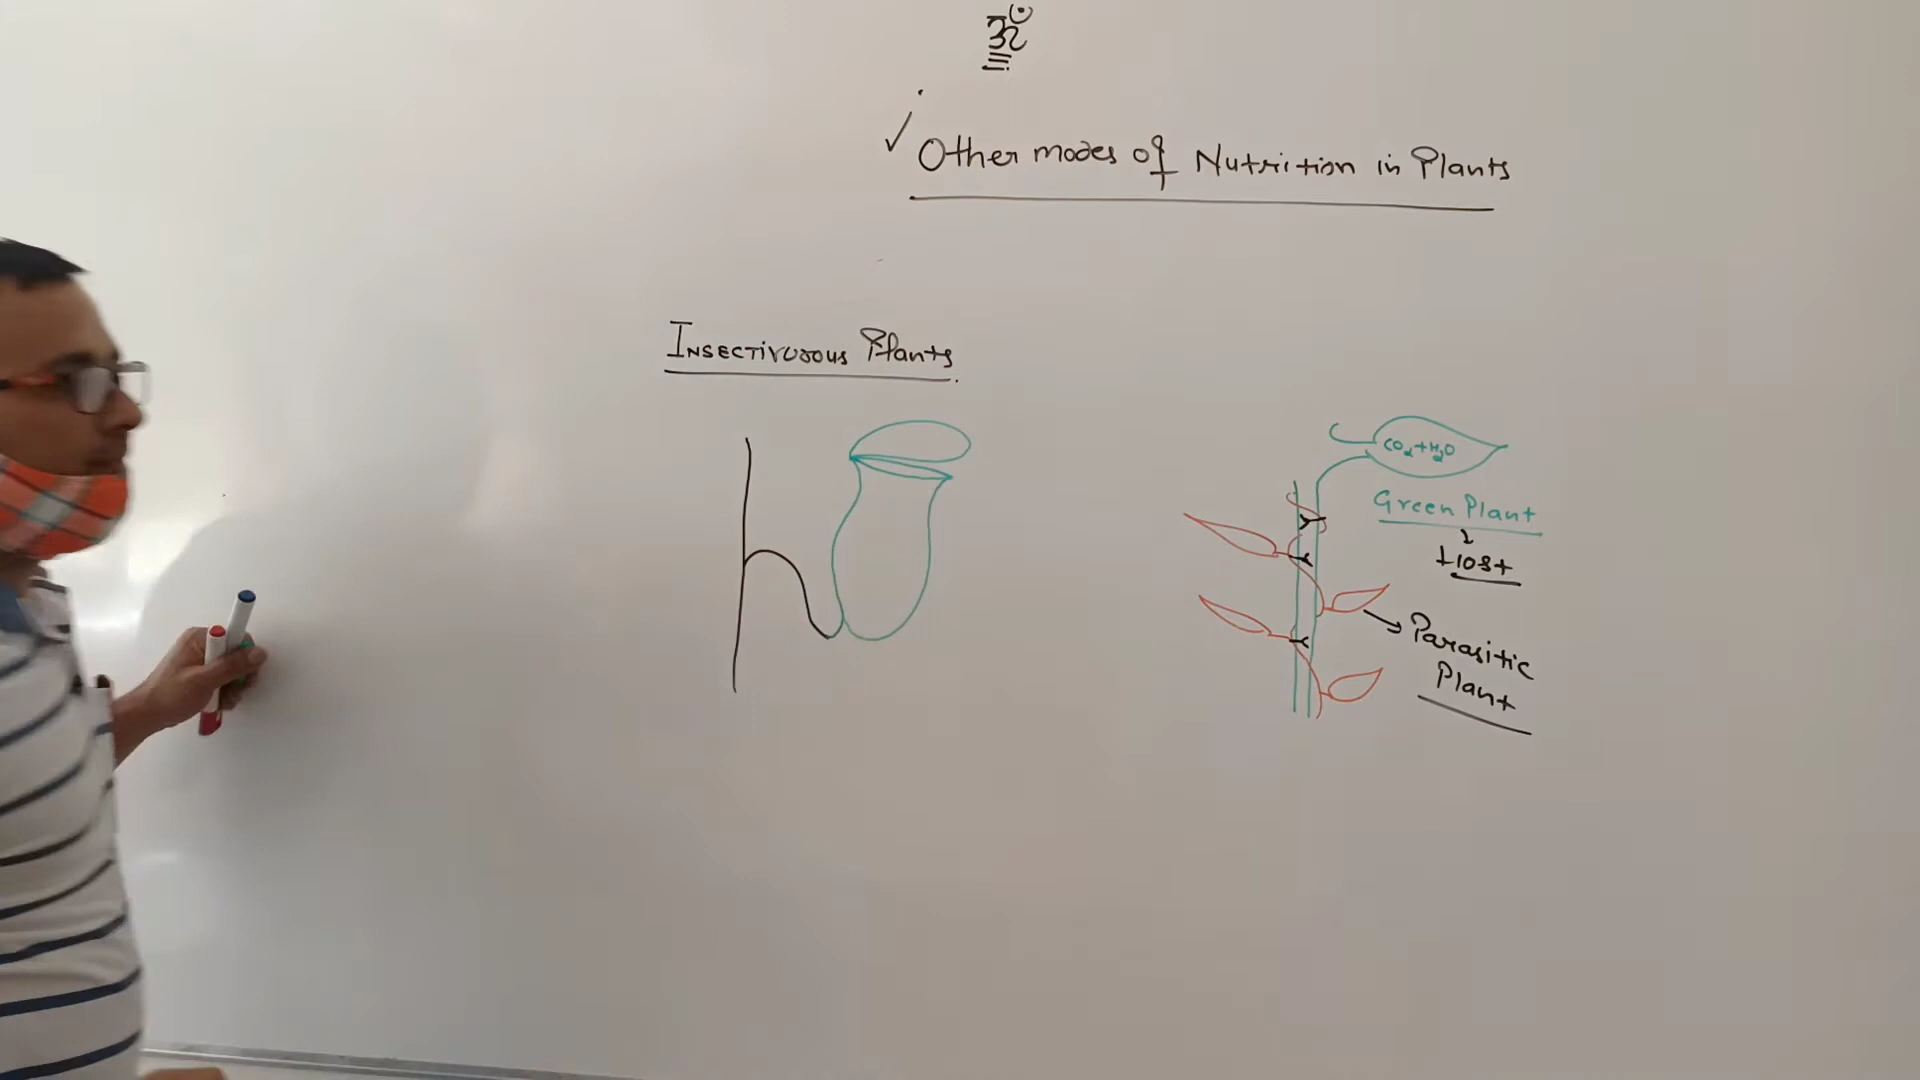 ॐ
Other modes of Nutrition in Plants
Insectivorous Plants
CO2+H2O
Green Plant
Host
Parasitic
Plant